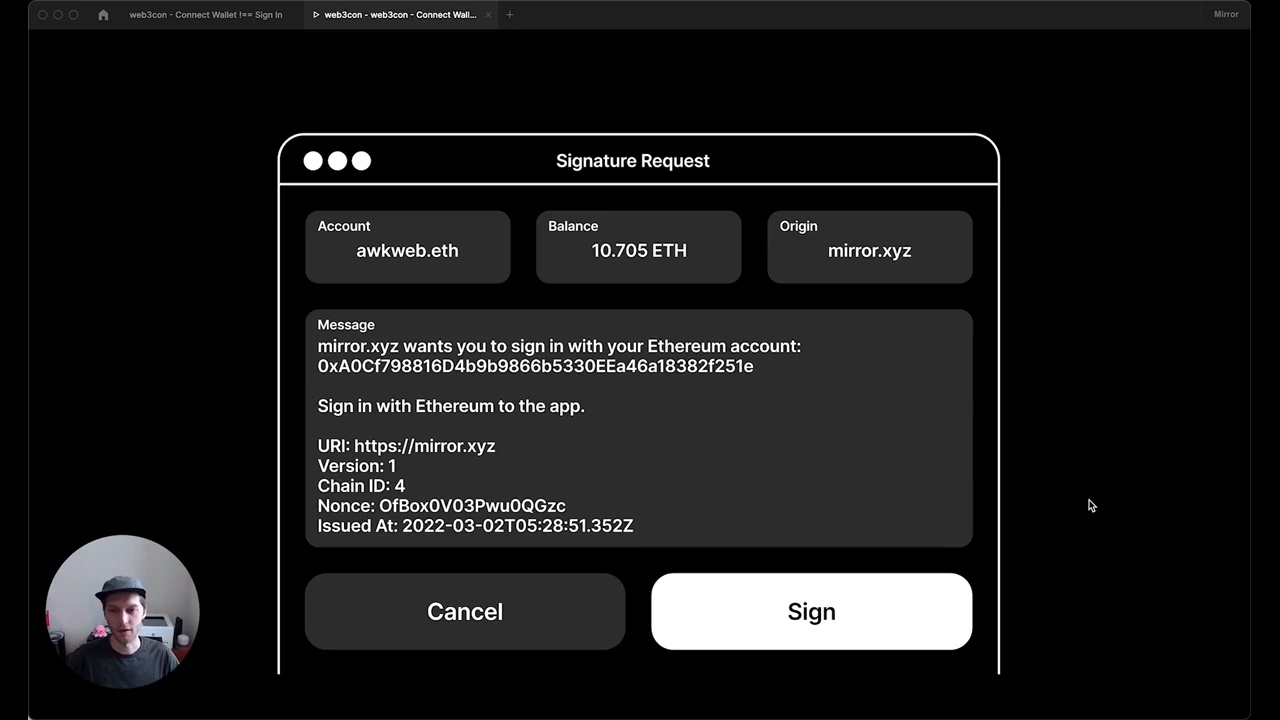 web3con - Connect Wallet !== Sign In
web3con - web3con - Connect Wall...
Mirror
Signature Request
Account
awkweb.eth
Balance
10.705 ETH
Origin
mirror.xyz
Message
mirror.xyz wants you to sign in with your Ethereum account:
0xA0Cf798816D4b9b9866b5330EEa46a18382f251e
Sign in with Ethereum to the app.
URI: https://mirror.xyz
Version: 1
Chain ID: 4
Nonce: OfBox0V03Pwu0QGzc
Issued At: 2022-03-02T05:28:51.352Z
Cancel
Sign